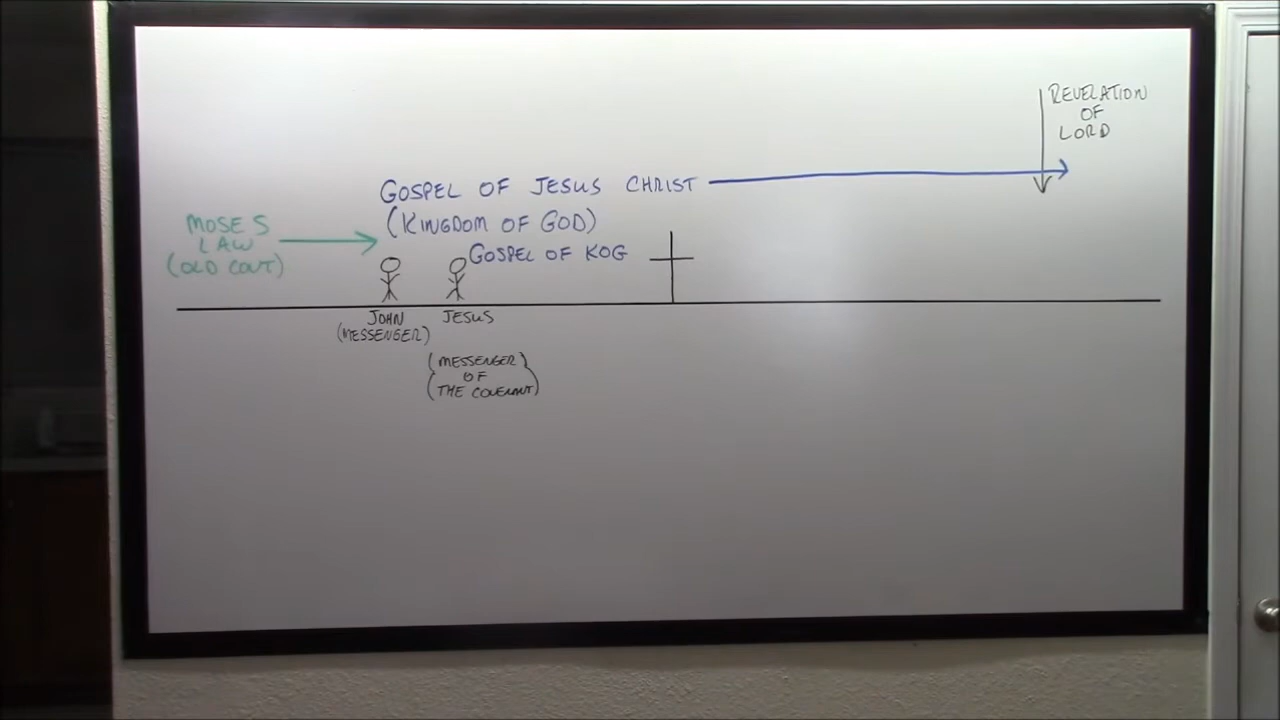 REVELATION
OF
LORD
GOSPEL OF JESUS CHRIST
(KINGDOM OF GOD)
GOSPEL OF KOG
MOSES
LAW
(OLD COVT)
JOHN
(MESSENGER)
JESUS
(MESSENGER)
OF
(THE COVENANT)